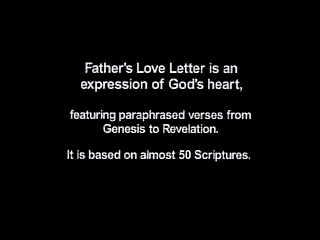 Father's Love Letter is an
expression of God's heart,
featuring paraphrased verses from
Genesis to Revelation.
It is based on almost 50 Scriptures.